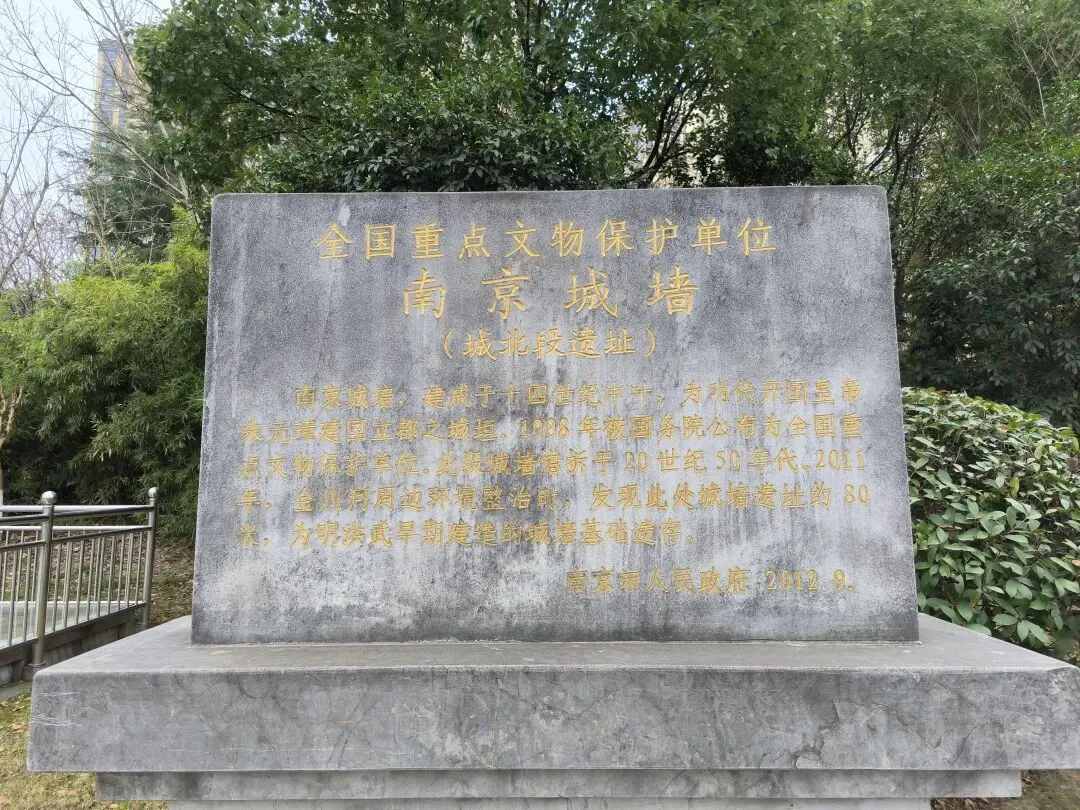 全国重点文物保护单位
南京城墙
（城北段遗址）
南京城墙，建成于十四世纪中叶，为明代开国皇帝
朱元璋建国立都之城垣。1988年被国务院公布为全国重
点文物保护单位。此段城墙惜拆于20世纪50年代。2011
年，金川河周边环境整治时，发现此处城墙遗址约80
米，为明洪武早期建造的城墙基础遗存。
南京市人民政府 2012 9.